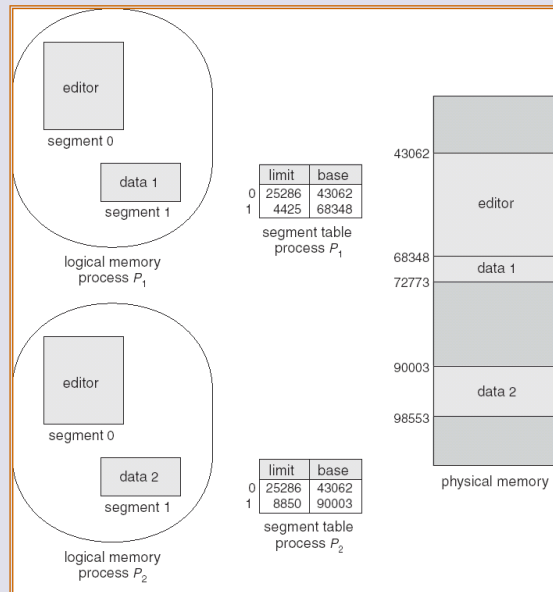 editor
segment 0
data 1
segment 1
logical memory
process P1
limit base
0 25286 43062
1 4425 68348
segment table
process P1
editor
segment 0
data 2
segment 1
logical memory
process P2
limit base
0 25286 43062
1 8850 90003
segment table
process P2
43062
editor
68348
data 1
72773
90003
data 2
98553
physical memory